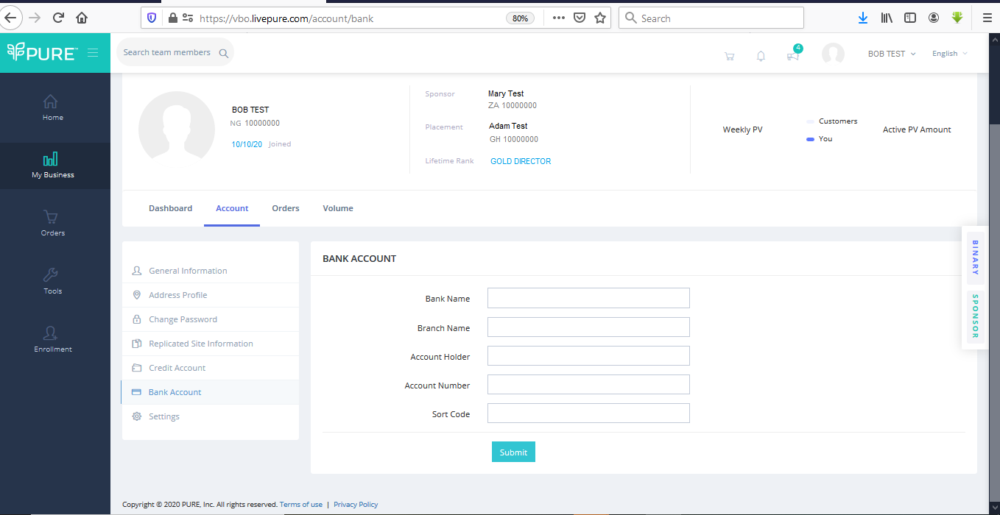 https://vbo.livepure.com/account/bank
80%
Search
PURE™
Search team members
4
BOB TEST
English
Home
My Business
Orders
Tools
Enrollment
BOB TEST
NG 10000000
10/10/20 Joined
Sponsor
Mary Test
ZA 10000000
Placement
Adam Test
GH 10000000
Lifetime Rank
GOLD DIRECTOR
Weekly PV
Customers
You
Active PV Amount
Dashboard
Account
Orders
Volume
General Information
Address Profile
Change Password
Replicated Site Information
Credit Account
Bank Account
Settings
BANK ACCOUNT
Bank Name
Branch Name
Account Holder
Account Number
Sort Code
Submit
BINARY
SPONSOR
Copyright © 2020 PURE, Inc. All rights reserved. Terms of use | Privacy Policy